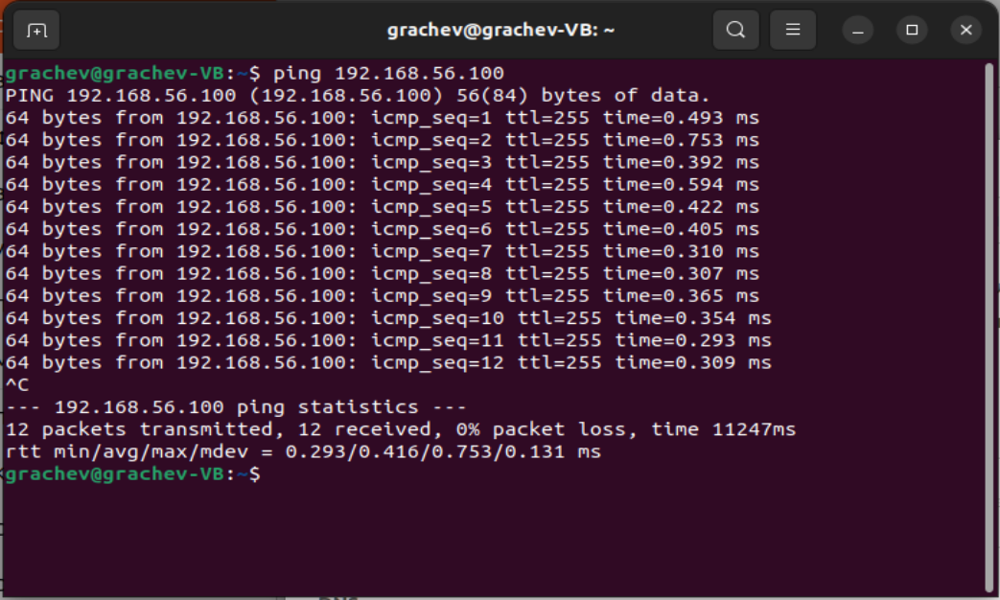 grachev@grachev-VB: ~
grachev@grachev-VB:~$ ping 192.168.56.100
PING 192.168.56.100 (192.168.56.100) 56(84) bytes of data.
64 bytes from 192.168.56.100: icmp_seq=1 ttl=255 time=0.493 ms
64 bytes from 192.168.56.100: icmp_seq=2 ttl=255 time=0.753 ms
64 bytes from 192.168.56.100: icmp_seq=3 ttl=255 time=0.392 ms
64 bytes from 192.168.56.100: icmp_seq=4 ttl=255 time=0.594 ms
64 bytes from 192.168.56.100: icmp_seq=5 ttl=255 time=0.422 ms
64 bytes from 192.168.56.100: icmp_seq=6 ttl=255 time=0.405 ms
64 bytes from 192.168.56.100: icmp_seq=7 ttl=255 time=0.310 ms
64 bytes from 192.168.56.100: icmp_seq=8 ttl=255 time=0.307 ms
64 bytes from 192.168.56.100: icmp_seq=9 ttl=255 time=0.365 ms
64 bytes from 192.168.56.100: icmp_seq=10 ttl=255 time=0.354 ms
64 bytes from 192.168.56.100: icmp_seq=11 ttl=255 time=0.293 ms
64 bytes from 192.168.56.100: icmp_seq=12 ttl=255 time=0.309 ms
^C
--- 192.168.56.100 ping statistics ---
12 packets transmitted, 12 received, 0% packet loss, time 11247ms
rtt min/avg/max/mdev = 0.293/0.416/0.753/0.131 ms
grachev@grachev-VB:~$